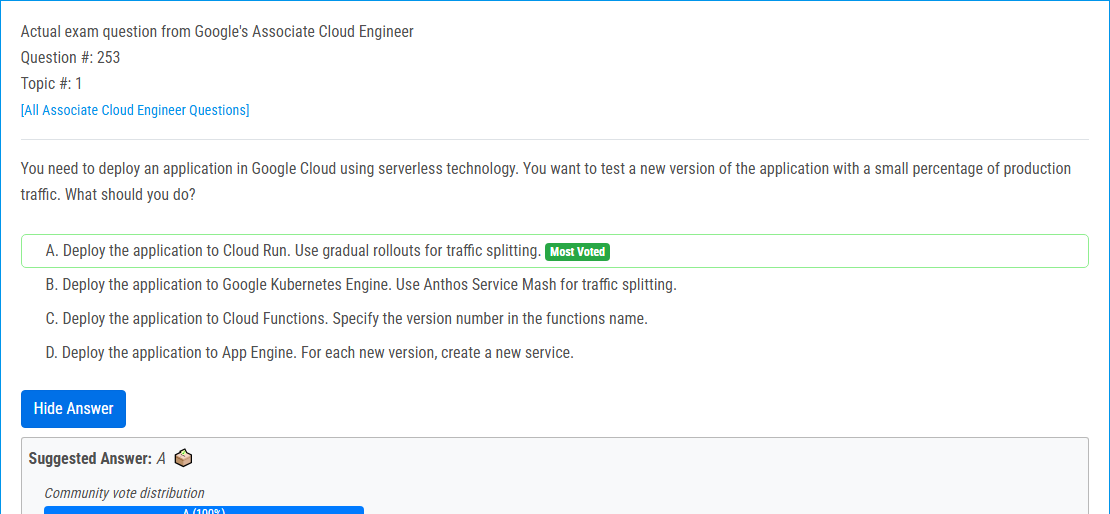 Actual exam question from Google's Associate Cloud Engineer
Question #: 253
Topic #: 1
[All Associate Cloud Engineer Questions]
You need to deploy an application in Google Cloud using serverless technology. You want to test a new version of the application with a small percentage of production
traffic. What should you do?
A. Deploy the application to Cloud Run. Use gradual rollouts for traffic splitting. Most Voted
B. Deploy the application to Google Kubernetes Engine. Use Anthos Service Mash for traffic splitting.
C. Deploy the application to Cloud Functions. Specify the version number in the functions name.
D. Deploy the application to App Engine. For each new version, create a new service.
Hide Answer
Suggested Answer: A
Community vote distribution
A (100%)